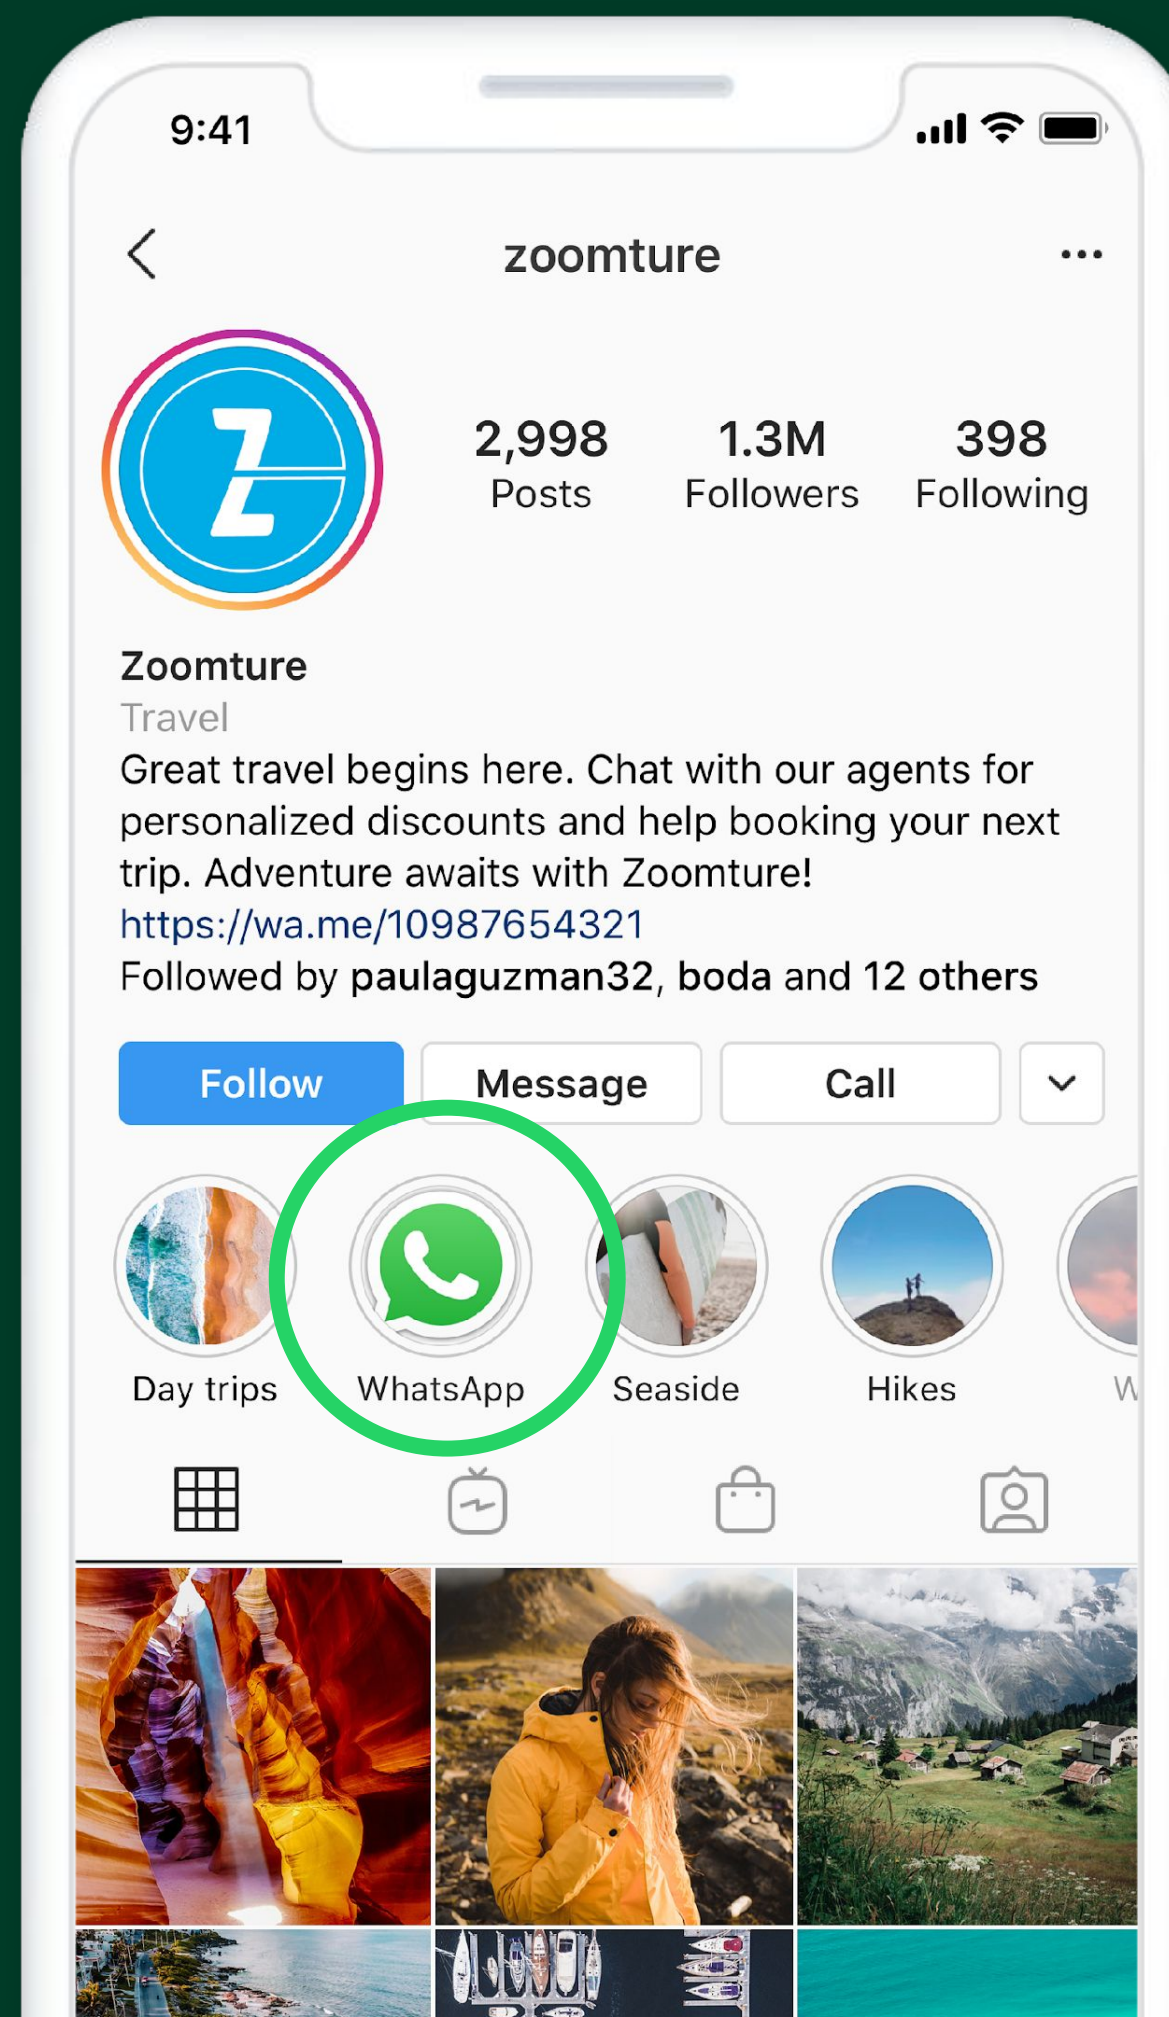 9:41
zoomture
2,998 1.3M 398
Posts Followers Following
Zoomture
Travel
Great travel begins here. Chat with our agents for
personalized discounts and help booking your next
trip. Adventure awaits with Zoomture!
https://wa.me/10987654321
Followed by paulaguzman32, boda and 12 others
Follow Message Call
Day trips WhatsApp Seaside Hikes